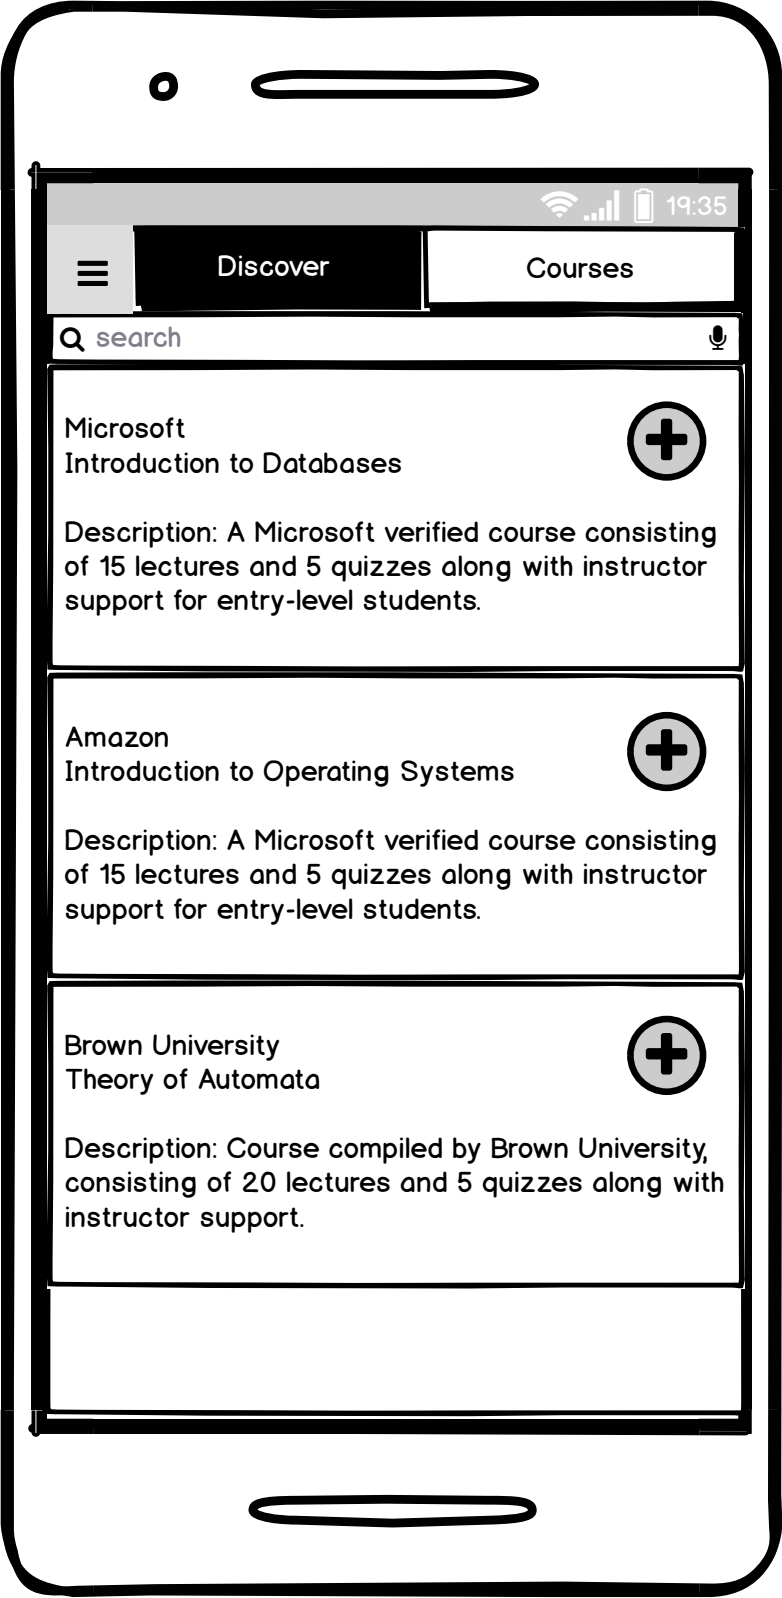 19:35
Discover
Courses
search
Microsoft
Introduction to Databases
Description: A Microsoft verified course consisting
of 15 lectures and 5 quizzes along with instructor
support for entry-level students.
Amazon
Introduction to Operating Systems
Description: A Microsoft verified course consisting
of 15 lectures and 5 quizzes along with instructor
support for entry-level students.
Brown University
Theory of Automata
Description: Course compiled by Brown University,
consisting of 20 lectures and 5 quizzes along with
instructor support.